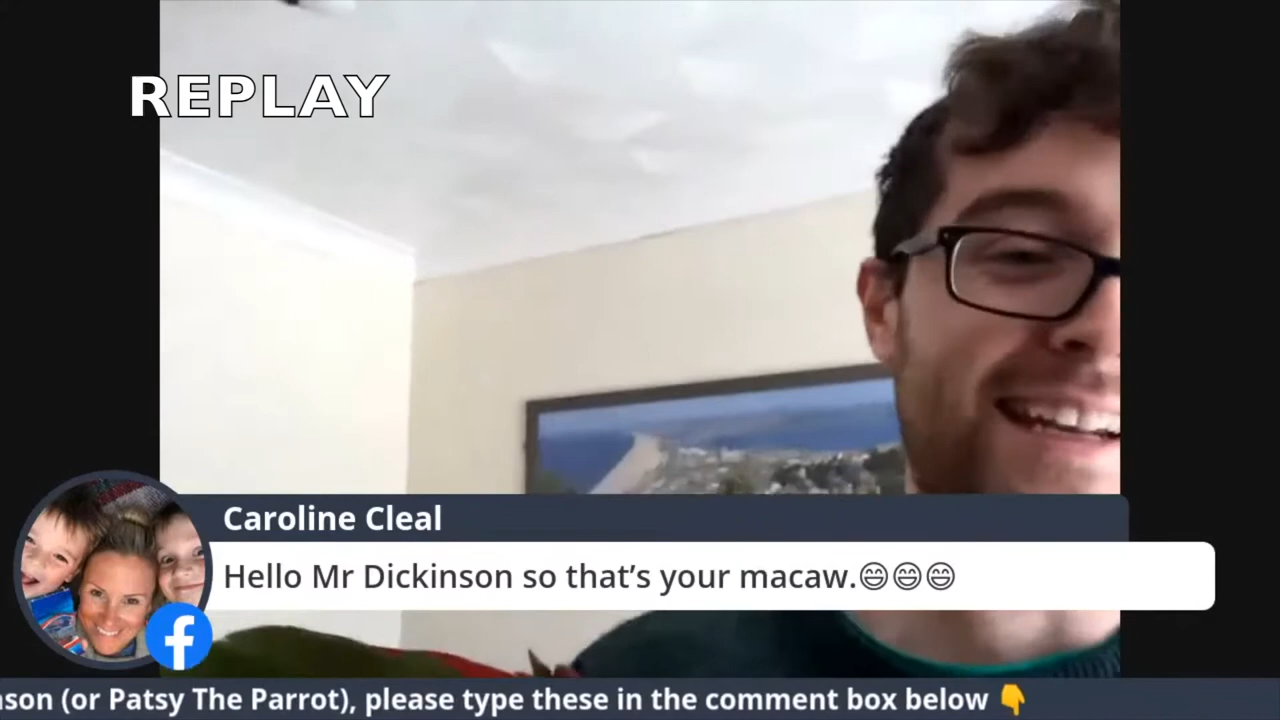 REPLAY
Caroline Cleal
Hello Mr Dickinson so that’s your macaw.😄😄😄
nson (or Patsy The Parrot), please type these in the comment box below 👇